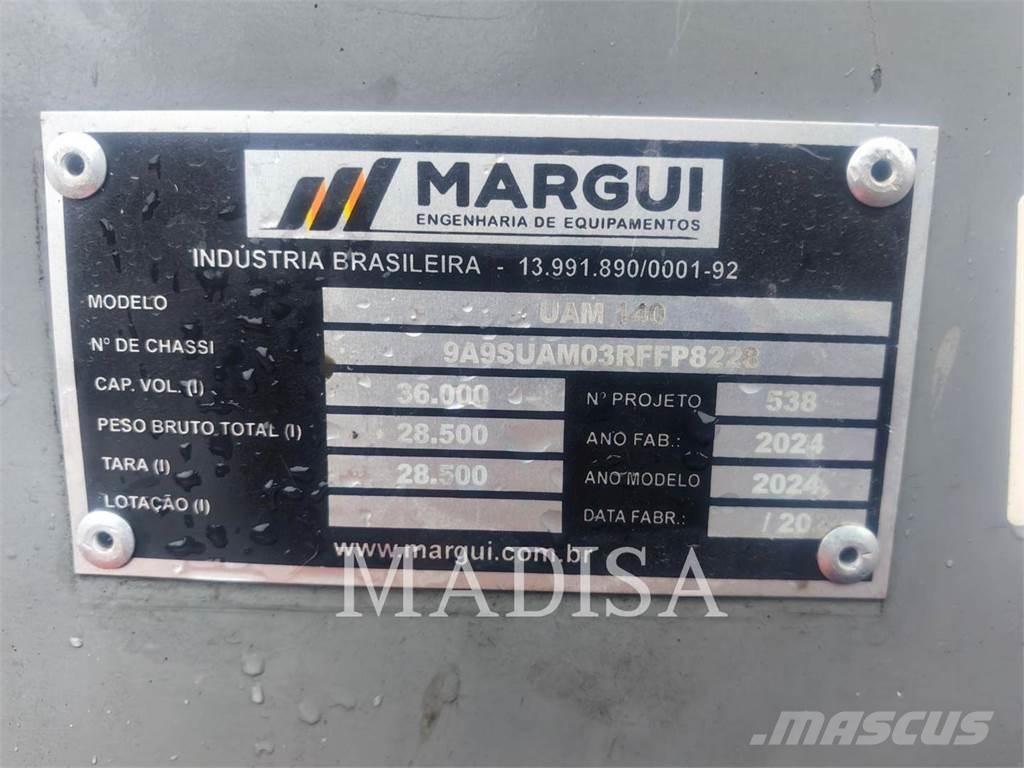 MARGUI
ENGENHARIA DE EQUIPAMENTOS
INDÚSTRIA BRASILEIRA - 13.991.890/0001-92
MODELO UAM 140
Nº DE CHASSI 9A9SUAM03RFFP8228
CAP. VOL. (l) 36.000 Nº PROJETO 538
PESO BRUTO TOTAL (l) 28.500 ANO FAB.: 2024
TARA (l) 28.500 ANO MODELO 2024
LOTAÇÃO (l) DATA FABR.:
www.margui.com.br
MADISA
MASCUS